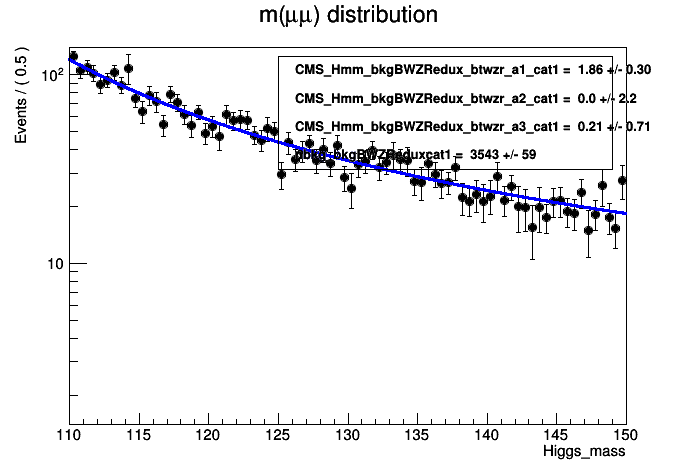 m(μμ) distribution
Events / ( 0.5 )
CMS_Hmm_bkgBWZRedux_btwzr_a1_cat1 = 1.86 +/- 0.30
10²
CMS_Hmm_bkgBWZRedux_btwzr_a2_cat1 = 0.0 +/- 2.2
CMS_Hmm_bkgBWZRedux_btwzr_a3_cat1 = 0.21 +/- 0.71
= 3543 +/- 59
10
110 115 120 125 130 135 140 145 150
Higgs_mass